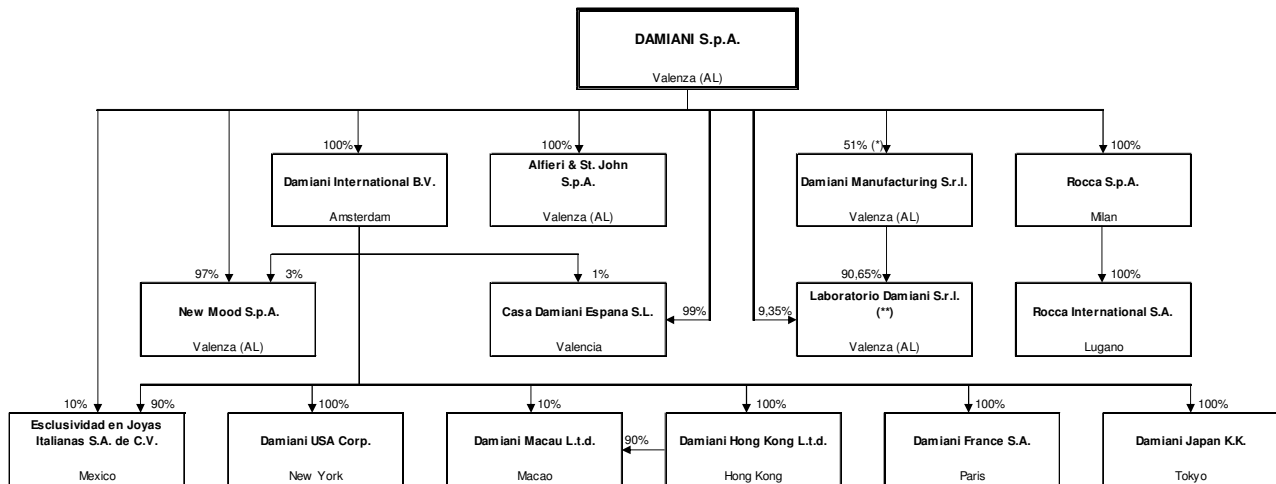 DAMIANI S.p.A.
Valenza (AL)
100%
100%
51% (*)
100%
Damiani International B.V.
Amsterdam
Alfieri & St. John
S.p.A.
Valenza (AL)
Damiani Manufacturing S.r.l.
Valenza (AL)
Rocca S.p.A.
Milan
97%
3%
1%
90,65%
100%
New Mood S.p.A.
Valenza (AL)
Casa Damiani Espana S.L.
Valencia
99%
9,35%
Laboratorio Damiani S.r.l.
(**)
Valenza (AL)
Rocca International S.A.
Lugano
10%
90%
100%
10%
100%
100%
100%
Esclusividad en Joyas
Italianas S.A. de C.V.
Mexico
Damiani USA Corp.
New York
Damiani Macau L.t.d.
Macao
90%
Damiani Hong Kong L.t.d.
Hong Kong
Damiani France S.A.
Paris
Damiani Japan K.K.
Tokyo